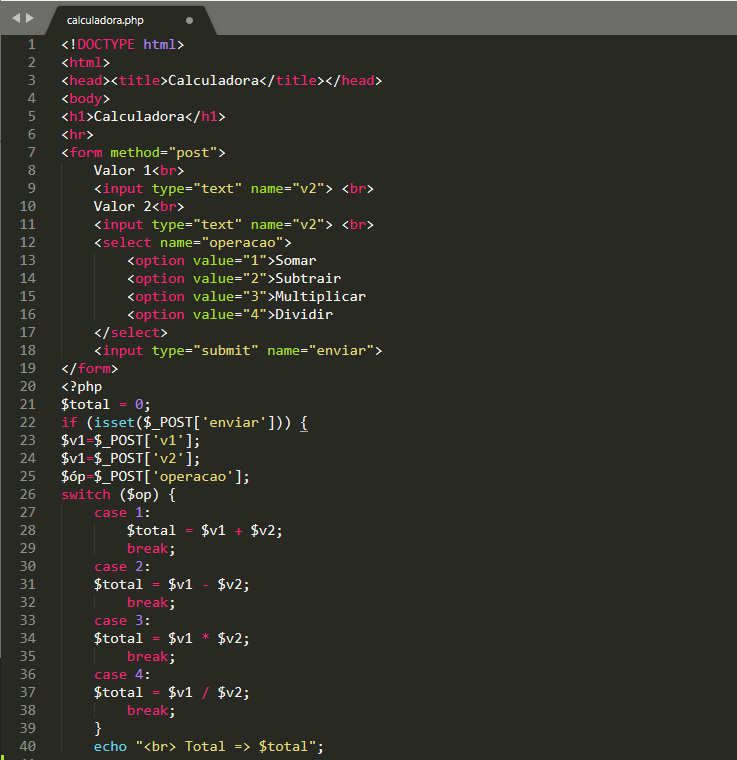 calculadora.php
1 <!DOCTYPE html>
2 <html>
3 <head><title>Calculadora</title></head>
4 <body>
5 <h1>Calculadora</h1>
6 <hr>
7 <form method="post">
8     Valor 1<br>
9     <input type="text" name="v2"> <br>
10     Valor 2<br>
11     <input type="text" name="v2"> <br>
12     <select name="operacao">
13         <option value="1">Somar
14         <option value="2">Subtrair
15         <option value="3">Multiplicar
16         <option value="4">Dividir
17     </select>
18     <input type="submit" name="enviar">
19 </form>
20 <?php
21 $total = 0;
22 if (isset($_POST['enviar'])) {
23 $v1=$_POST['v1'];
24 $v1=$_POST['v2'];
25 $óp=$_POST['operacao'];
26 switch ($op) {
27     case 1:
28         $total = $v1 + $v2;
29         break;
30     case 2:
31     $total = $v1 - $v2;
32         break;
33     case 3:
34     $total = $v1 * $v2;
35         break;
36     case 4:
37     $total = $v1 / $v2;
38         break;
39     }
40     echo "<br> Total => $total";